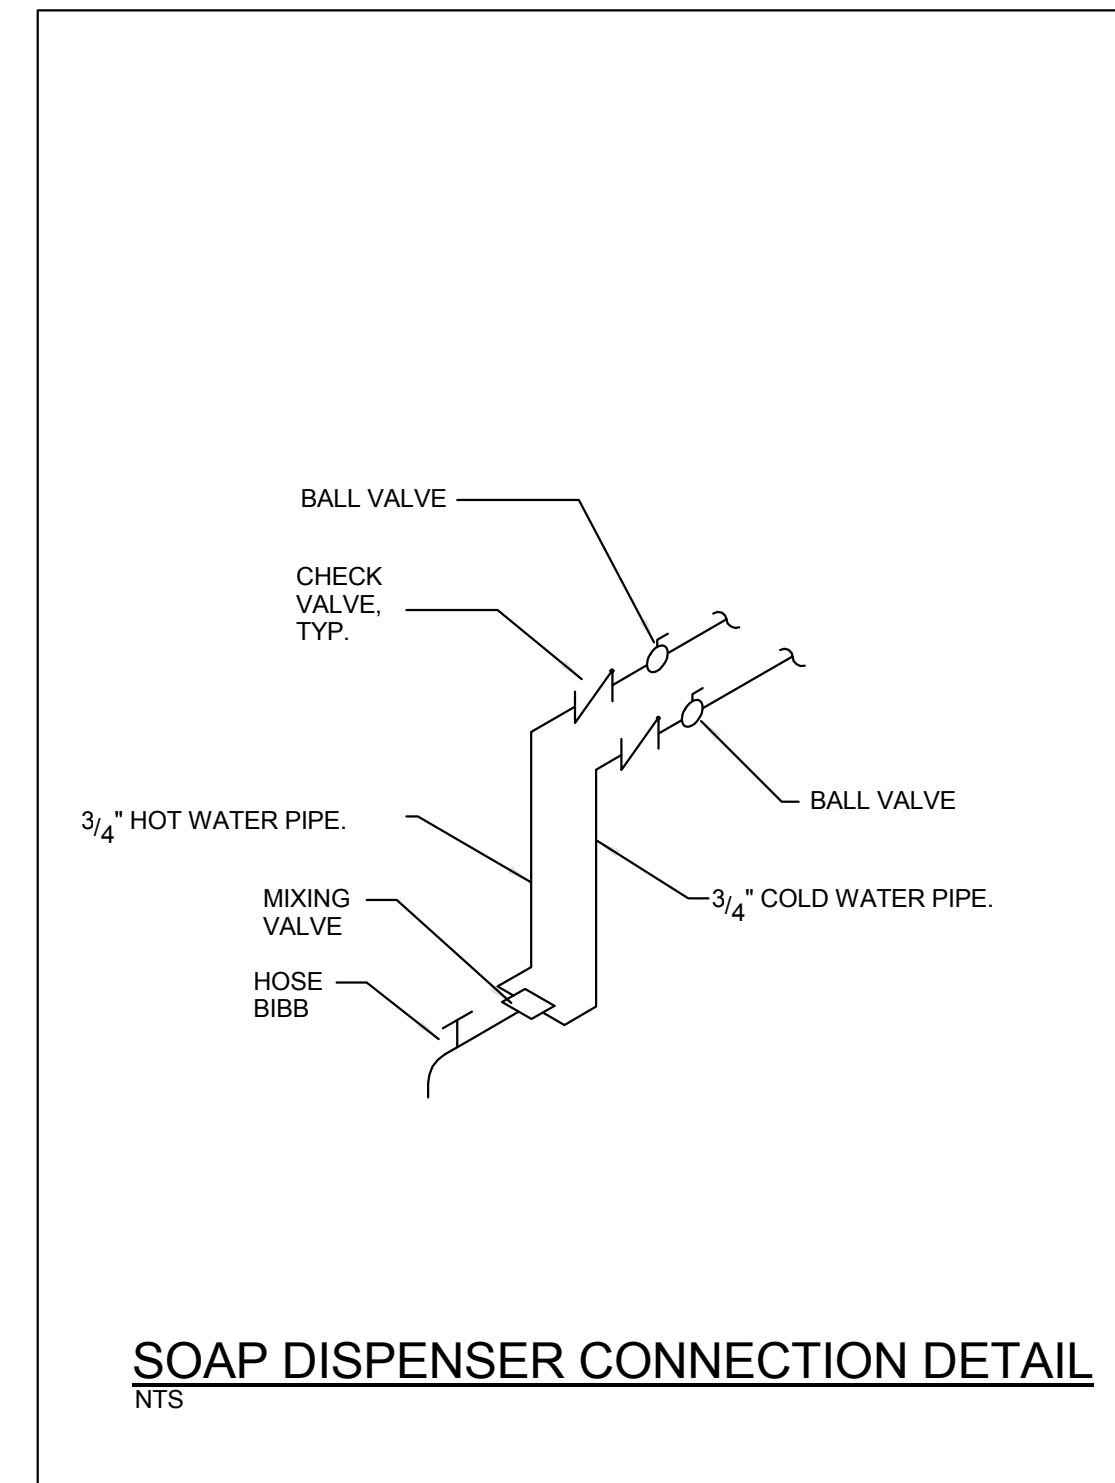 BALL VALVE
CHECK
VALVE,
TYP.
BALL VALVE
3/4" HOT WATER PIPE.
MIXING
VALVE
3/4" COLD WATER PIPE.
HOSE
BIBB
SOAP DISPENSER CONNECTION DETAIL
NTS